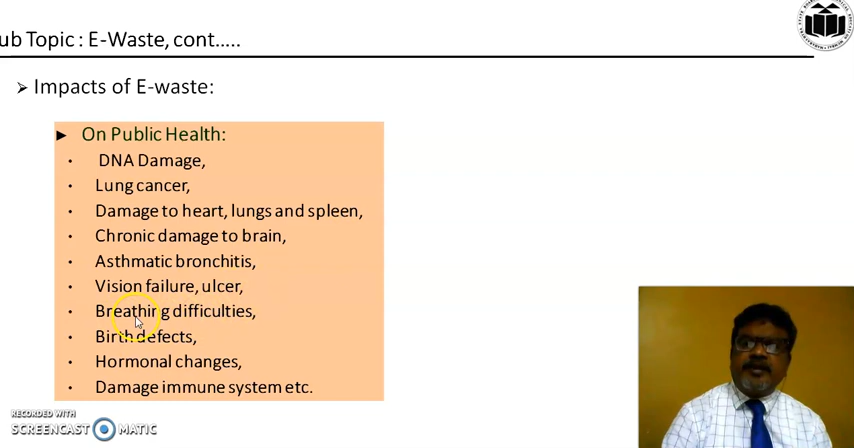 ub Topic : E-Waste, cont.....
➢ Impacts of E-waste:
► On Public Health:
• DNA Damage,
• Lung cancer,
• Damage to heart, lungs and spleen,
• Chronic damage to brain,
• Asthmatic bronchitis,
• Vision failure, ulcer,
• Breathing difficulties,
• Birth defects,
• Hormonal changes,
• Damage immune system etc.
RECORDED WITH
SCREENCAST MATIC